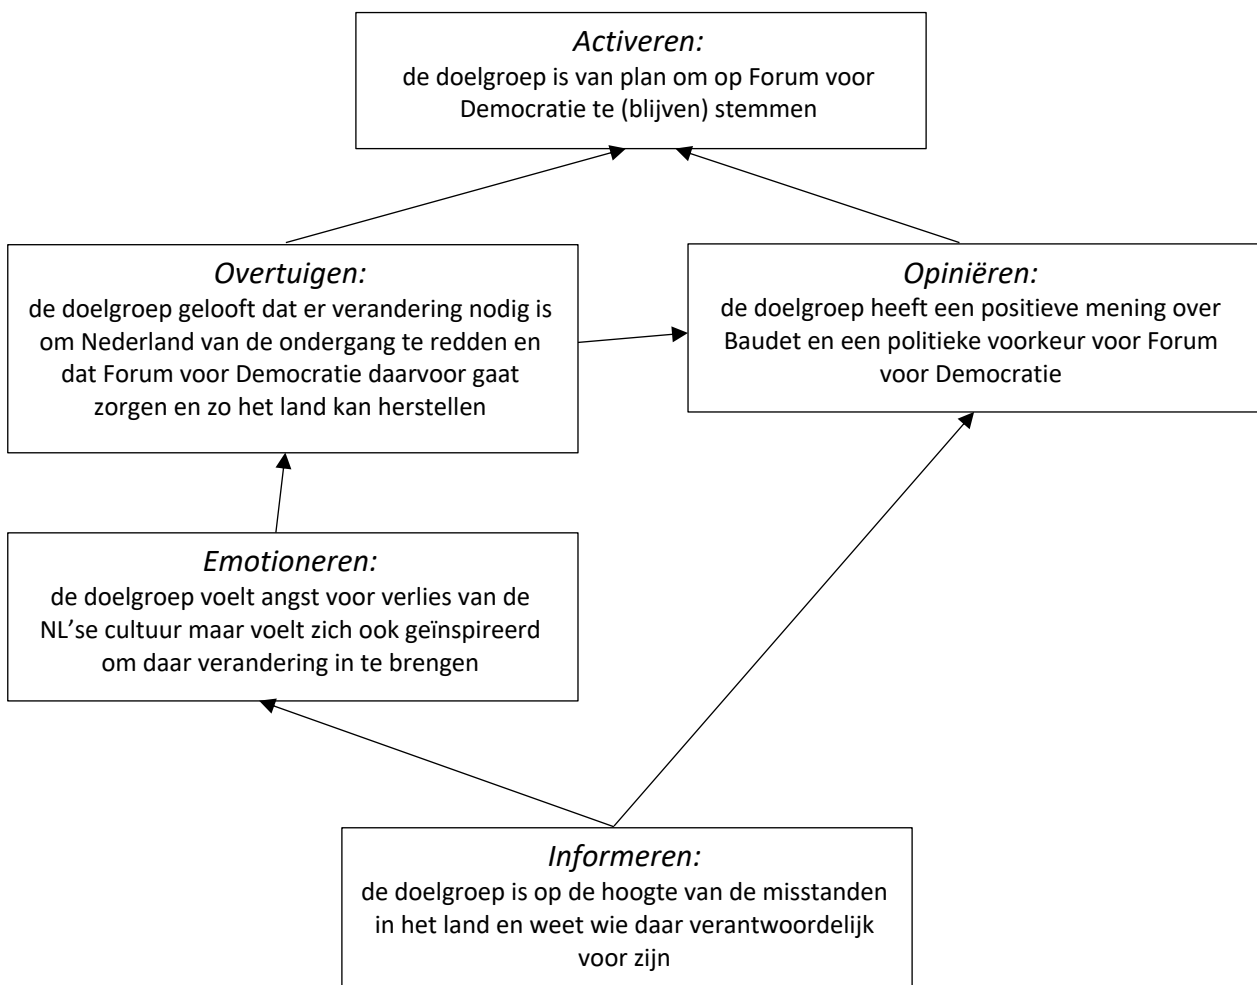 Activeren:
de doelgroep is van plan om op Forum voor
Democratie te (blijven) stemmen
Overtuigen:
de doelgroep gelooft dat er verandering nodig is
om Nederland van de ondergang te redden en
dat Forum voor Democratie daarvoor gaat
zorgen en zo het land kan herstellen
Opiniëren:
de doelgroep heeft een positieve mening over
Baudet en een politieke voorkeur voor Forum
voor Democratie
Emotioneren:
de doelgroep voelt angst voor verlies van de
NL’se cultuur maar voelt zich ook geïnspireerd
om daar verandering in te brengen
Informeren:
de doelgroep is op de hoogte van de misstanden
in het land en weet wie daar verantwoordelijk
voor zijn